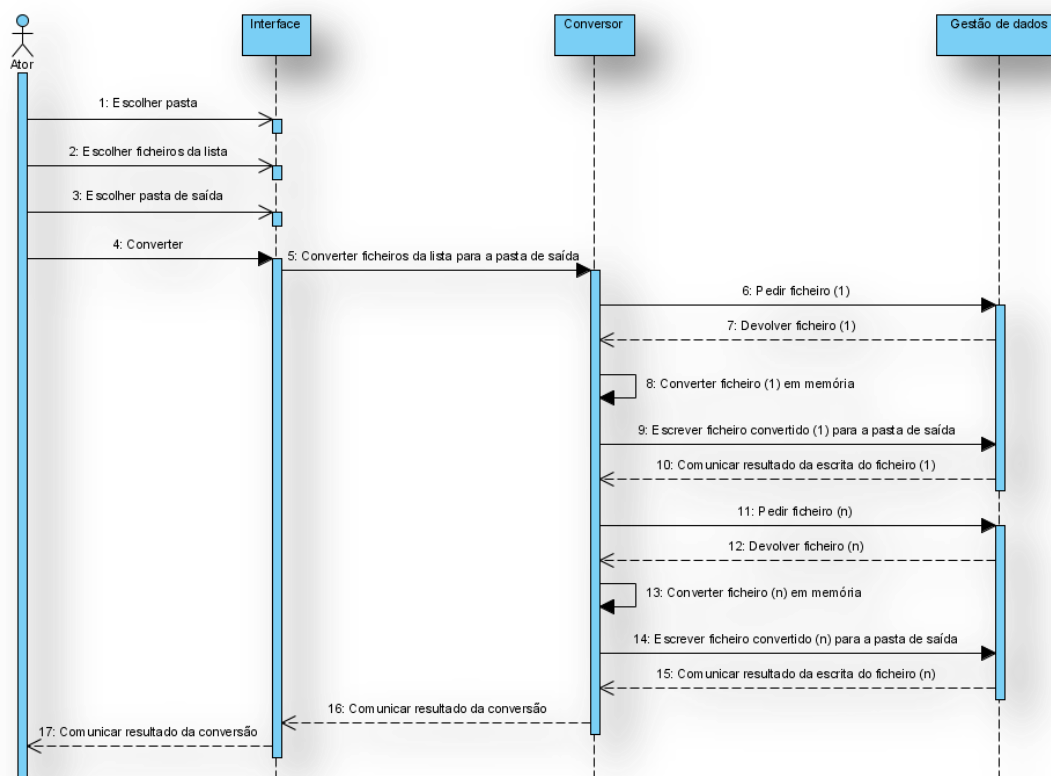 Interface
Conversor
Gestão de dados
Ator
1: Escolher pasta
2: Escolher ficheiros da lista
3: Escolher pasta de saída
4: Converter
5: Converter ficheiros da lista para a pasta de saída
6: Pedir ficheiro (1)
7: Devolver ficheiro (1)
8: Converter ficheiro (1) em memória
9: Escrever ficheiro convertido (1) para a pasta de saída
10: Comunicar resultado da escrita do ficheiro (1)
11: Pedir ficheiro (n)
12: Devolver ficheiro (n)
13: Converter ficheiro (n) em memória
14: Escrever ficheiro convertido (n) para a pasta de saída
15: Comunicar resultado da escrita do ficheiro (n)
16: Comunicar resultado da conversão
17: Comunicar resultado da conversão